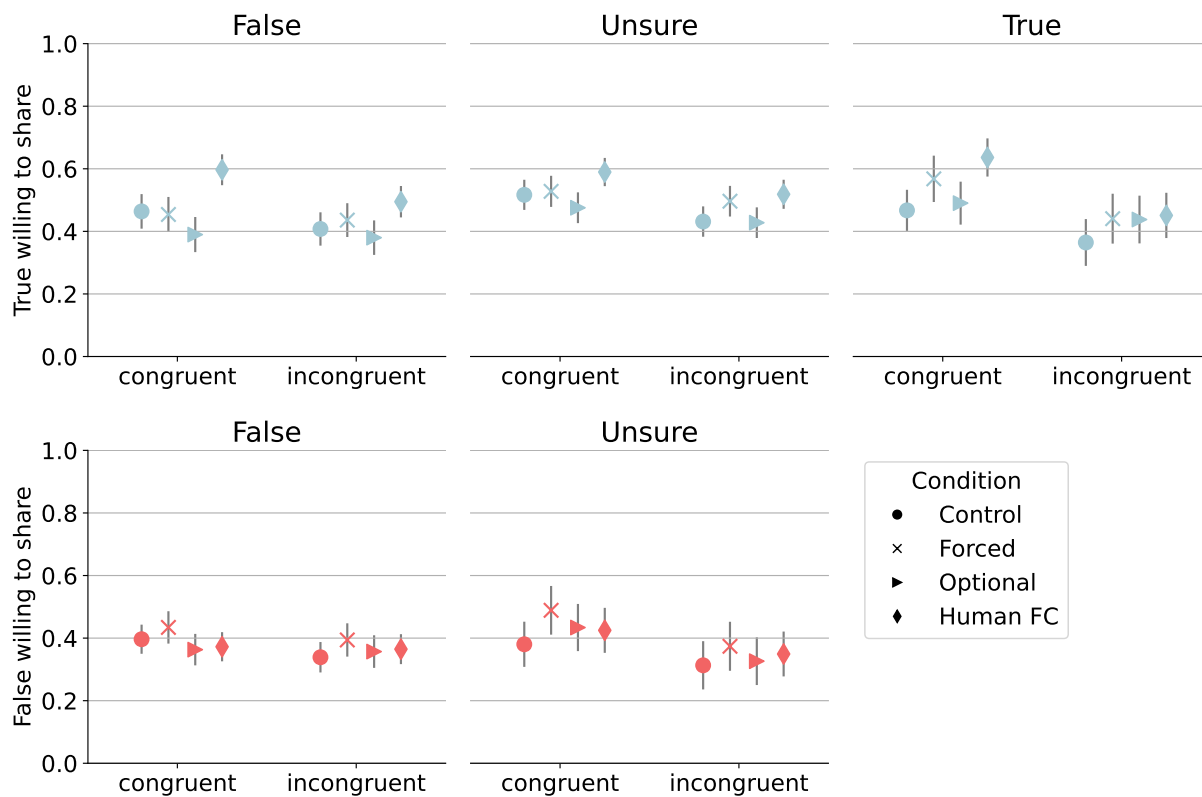 False
Unsure
True
True willing to share
1.0
0.8
0.6
0.4
0.2
0.0
congruent
incongruent
congruent
incongruent
congruent
incongruent
False
Unsure
False willing to share
1.0
0.8
0.6
0.4
0.2
0.0
congruent
incongruent
congruent
incongruent
Condition
Control
Forced
Optional
Human FC